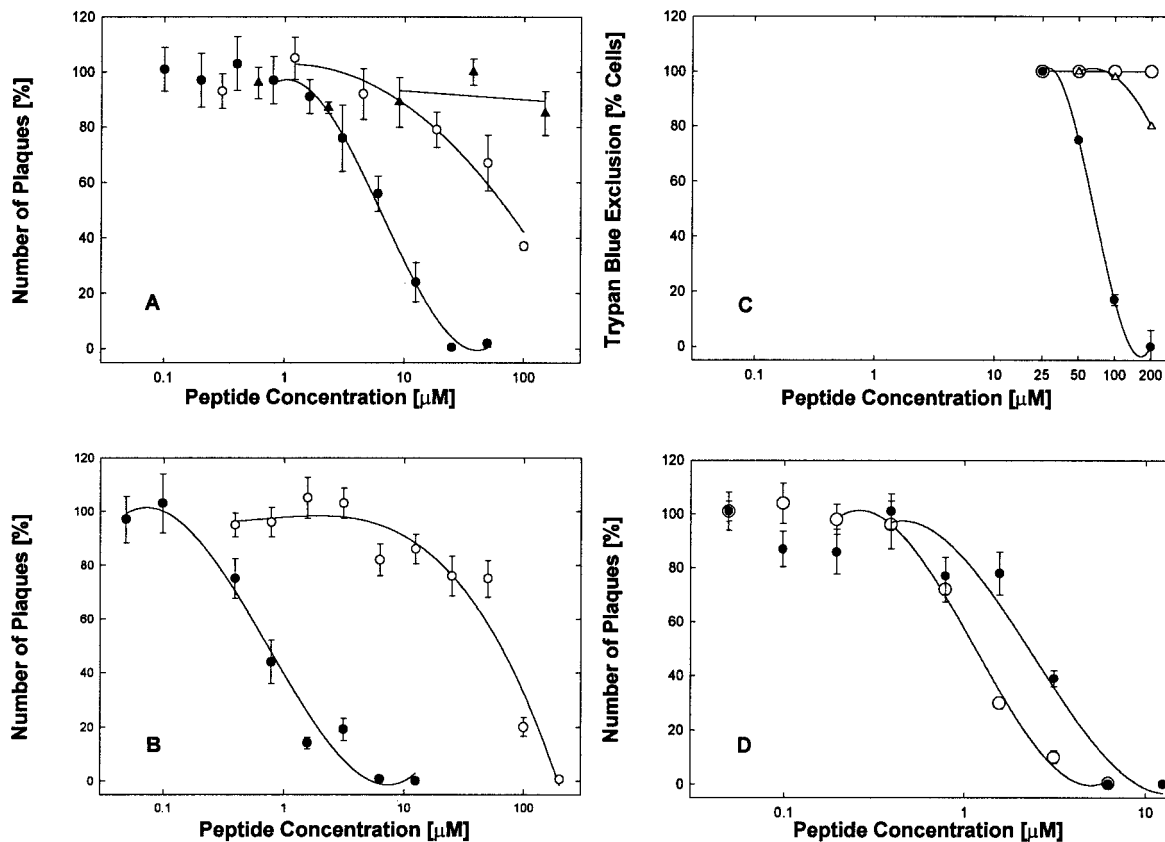 120
100
80
60
40
20
0
Number of Plaques [%]
A
0.1 1 10 100
Peptide Concentration [μM]
120
100
80
60
40
20
0
Trypan Blue Exclusion [% Cells]
C
0.1 1 10 25 50 100 200
Peptide Concentration [μM]
120
100
80
60
40
20
0
Number of Plaques [%]
B
0.1 1 10 100
Peptide Concentration [μM]
120
100
80
60
40
20
0
Number of Plaques [%]
D
0.1 1 10
Peptide Concentration [μM]